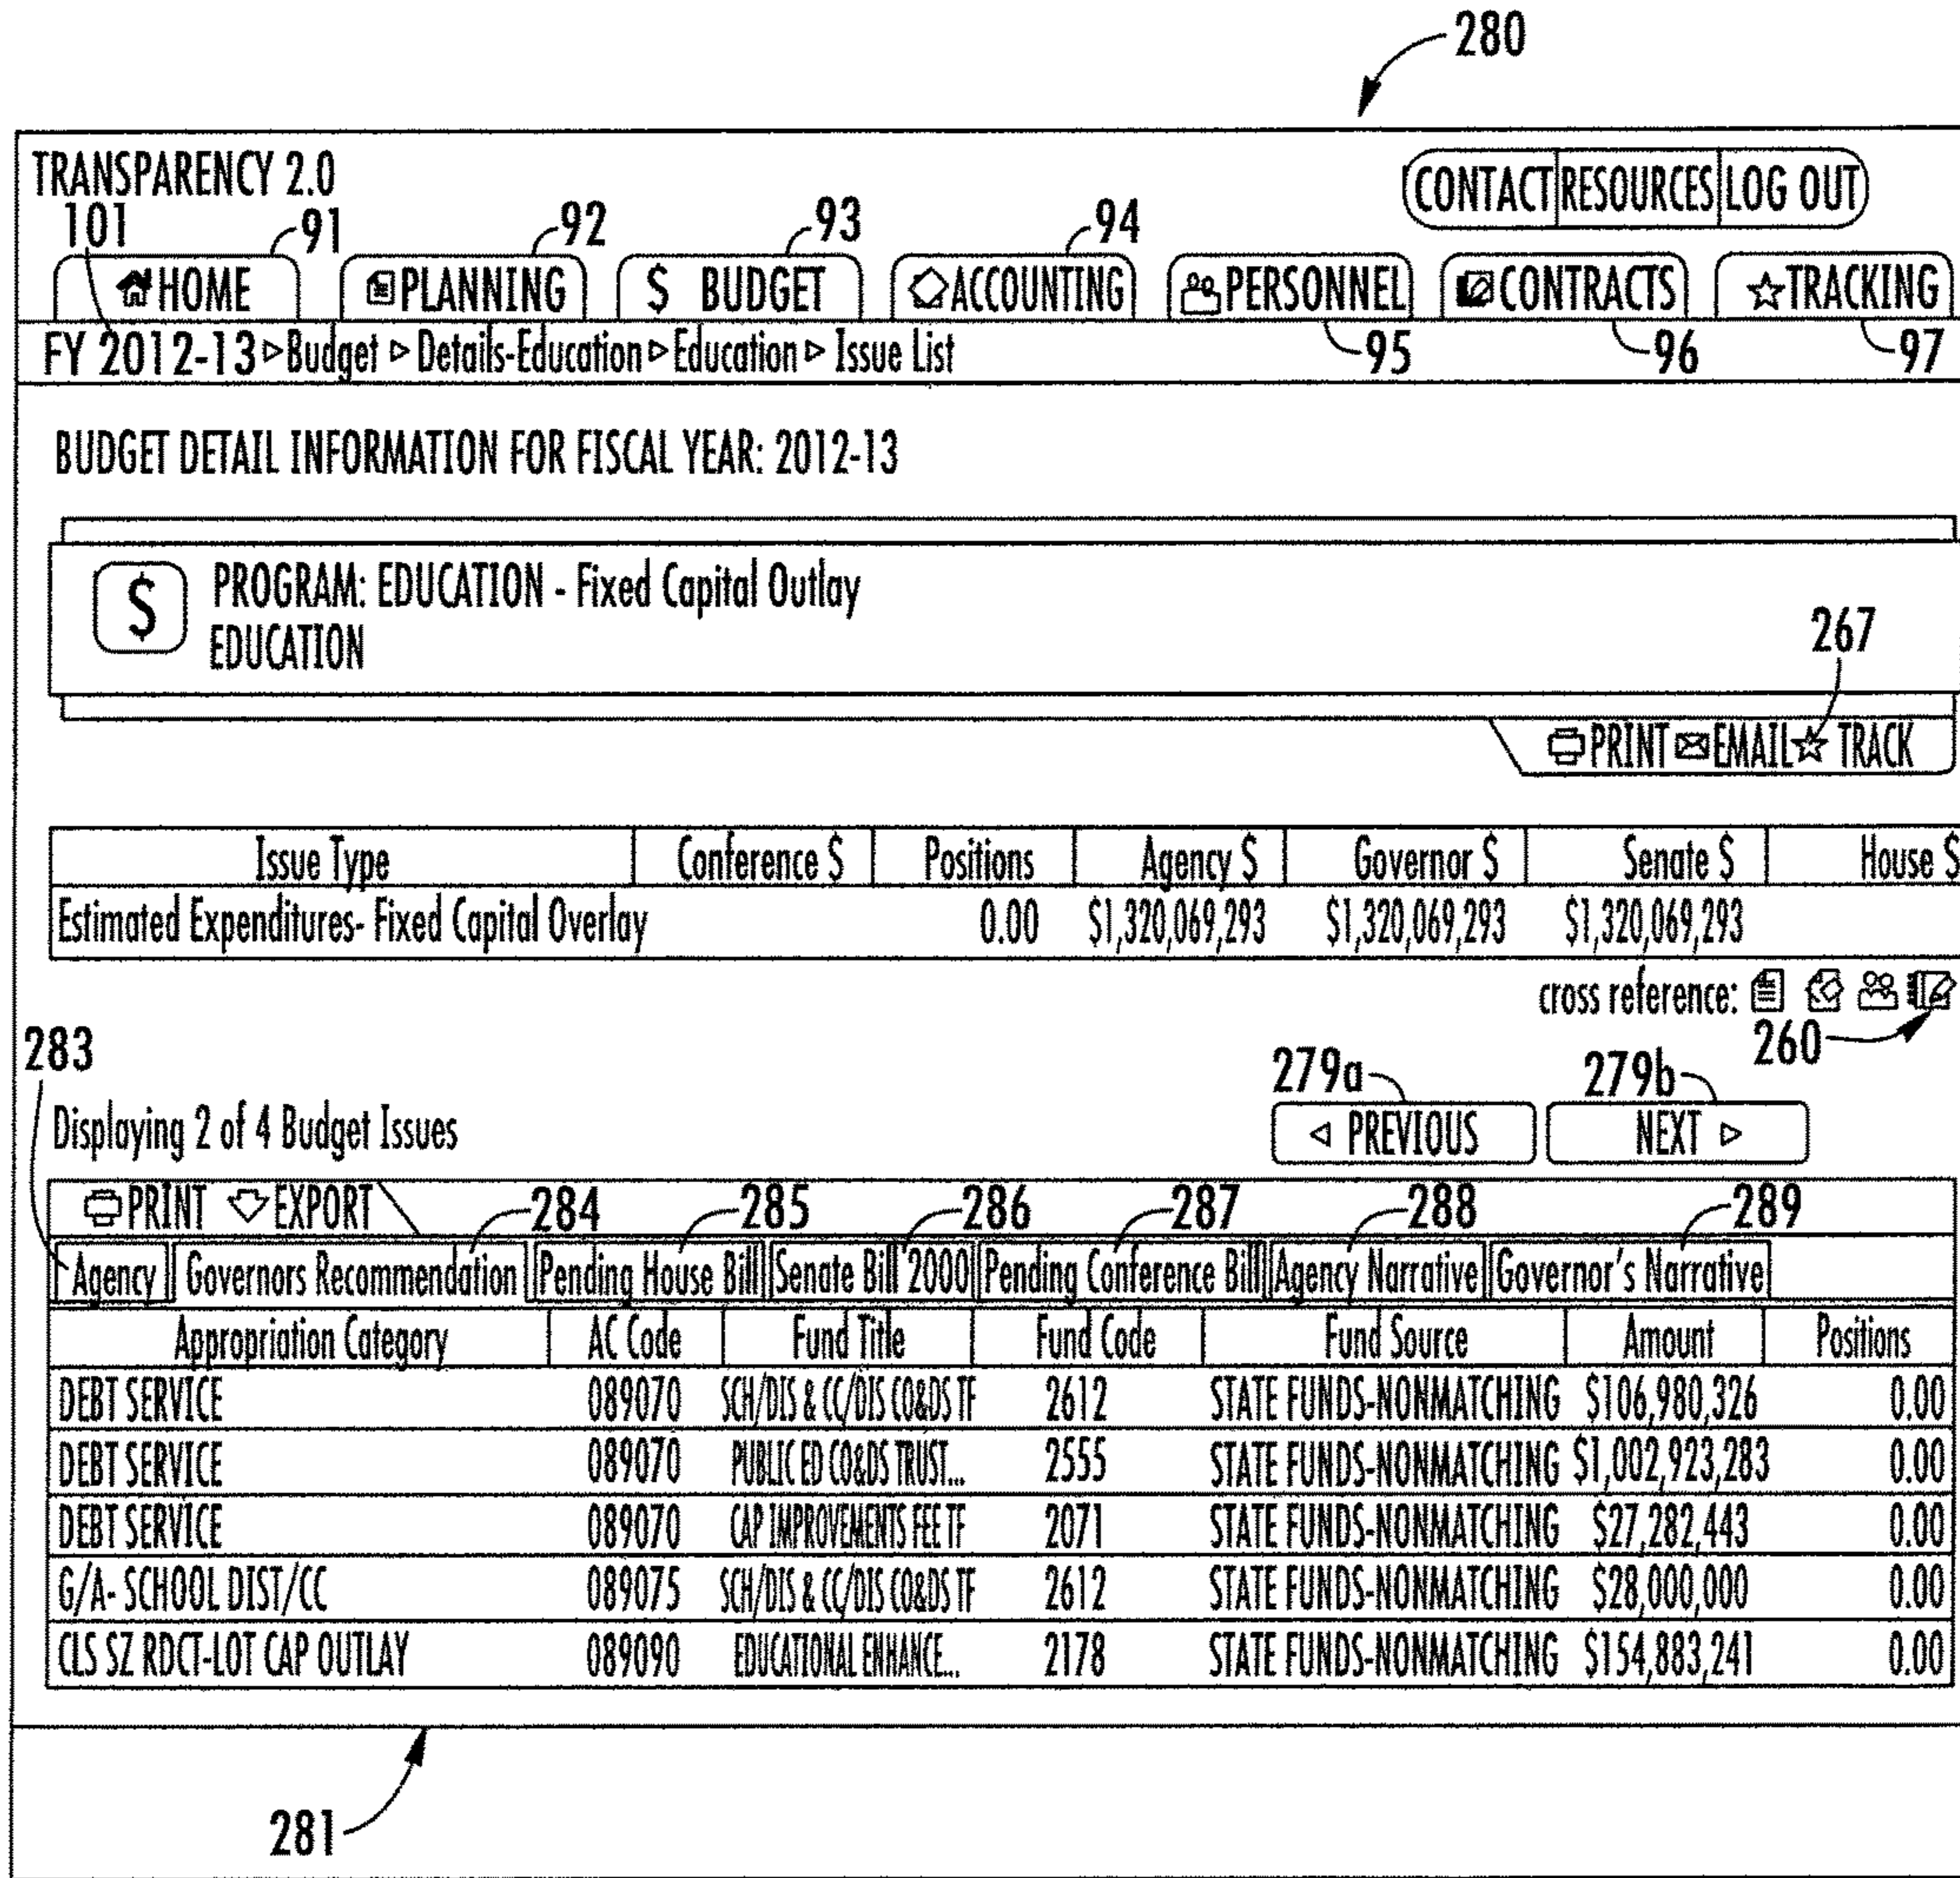 280
TRANSPARENCY 2.0
CONTACT RESOURCES LOG OUT
101 91 92 93 94
HOME PLANNING $ BUDGET ACCOUNTING PERSONNEL CONTRACTS TRACKING
FY 2012-13 ▷ Budget ▷ Details-Education ▷ Education ▷ Issue List 95 96 97
BUDGET DETAIL INFORMATION FOR FISCAL YEAR: 2012-13
$ PROGRAM: EDUCATION - Fixed Capital Outlay
EDUCATION
267
PRINT EMAIL TRACK
Issue Type Conference $ Positions Agency $ Governor $ Senate $ House $
Estimated Expenditures- Fixed Capital Overlay 0.00 $1,320,069,293 $1,320,069,293 $1,320,069,293
cross reference:
283 260
279a 279b
Displaying 2 of 4 Budget Issues ◁ PREVIOUS NEXT ▷
PRINT EXPORT 284 285 286 287 288 289
Agency Governors Recommendation Pending House Bill Senate Bill 2000 Pending Conference Bill Agency Narrative Governor's Narrative
Appropriation Category AC Code Fund Title Fund Code Fund Source Amount Positions
DEBT SERVICE 089070 SCH/DIS & CC/DIS CO&DS TF 2612 STATE FUNDS-NONMATCHING $106,980,326 0.00
DEBT SERVICE 089070 PUBLIC ED CO&DS TRUST... 2555 STATE FUNDS-NONMATCHING $1,002,923,283 0.00
DEBT SERVICE 089070 CAP IMPROVEMENTS FEE TF 2071 STATE FUNDS-NONMATCHING $27,282,443 0.00
G/A- SCHOOL DIST/CC 089075 SCH/DIS & CC/DIS CO&DS TF 2612 STATE FUNDS-NONMATCHING $28,000,000 0.00
CLS SZ RDCT-LOT CAP OUTLAY 089090 EDUCATIONAL ENHANCE... 2178 STATE FUNDS-NONMATCHING $154,883,241 0.00
281